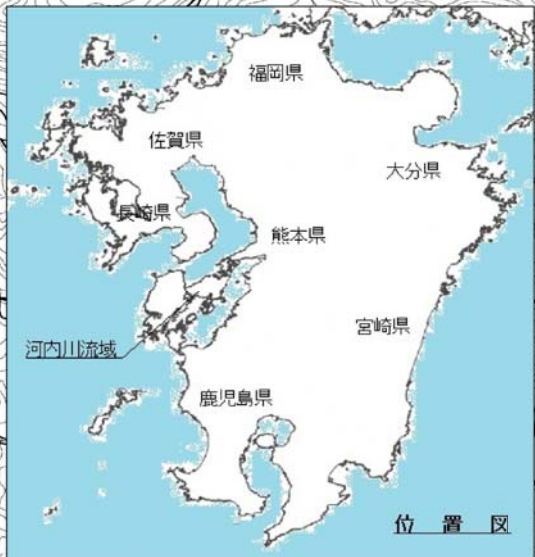 福岡県
佐賀県
大分県
長崎県
熊本県
宮崎県
河内川流域
鹿児島県
位置図